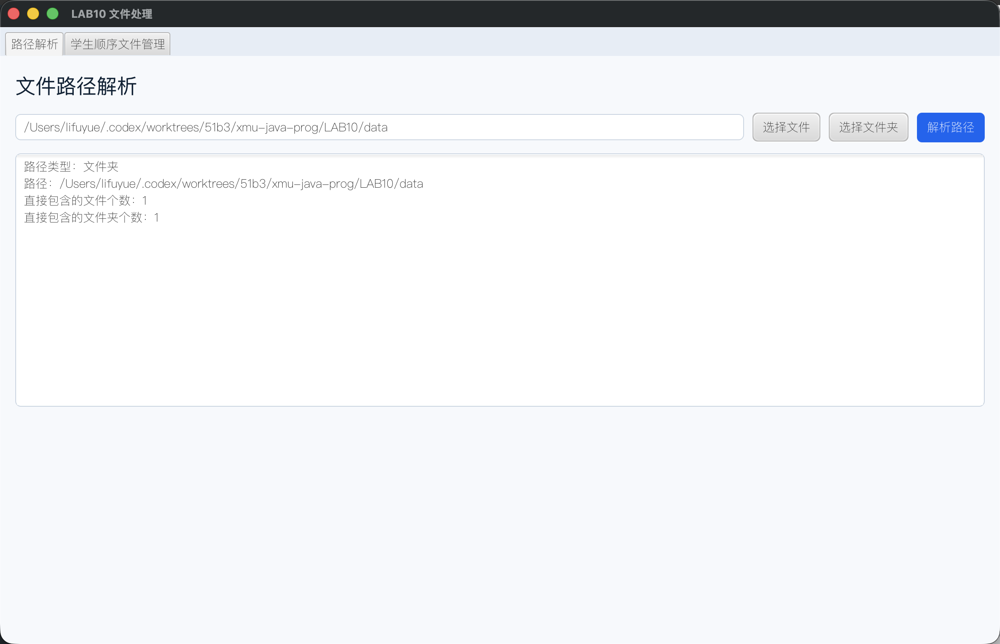 LAB10 文件处理
路径解析 学生顺序文件管理
文件路径解析
/Users/lifuyue/.codex/worktrees/51b3/xmu-java-prog/LAB10/data 选择文件 选择文件夹 解析路径
路径类型：文件夹
路径：/Users/lifuyue/.codex/worktrees/51b3/xmu-java-prog/LAB10/data
直接包含的文件个数：1
直接包含的文件夹个数：1